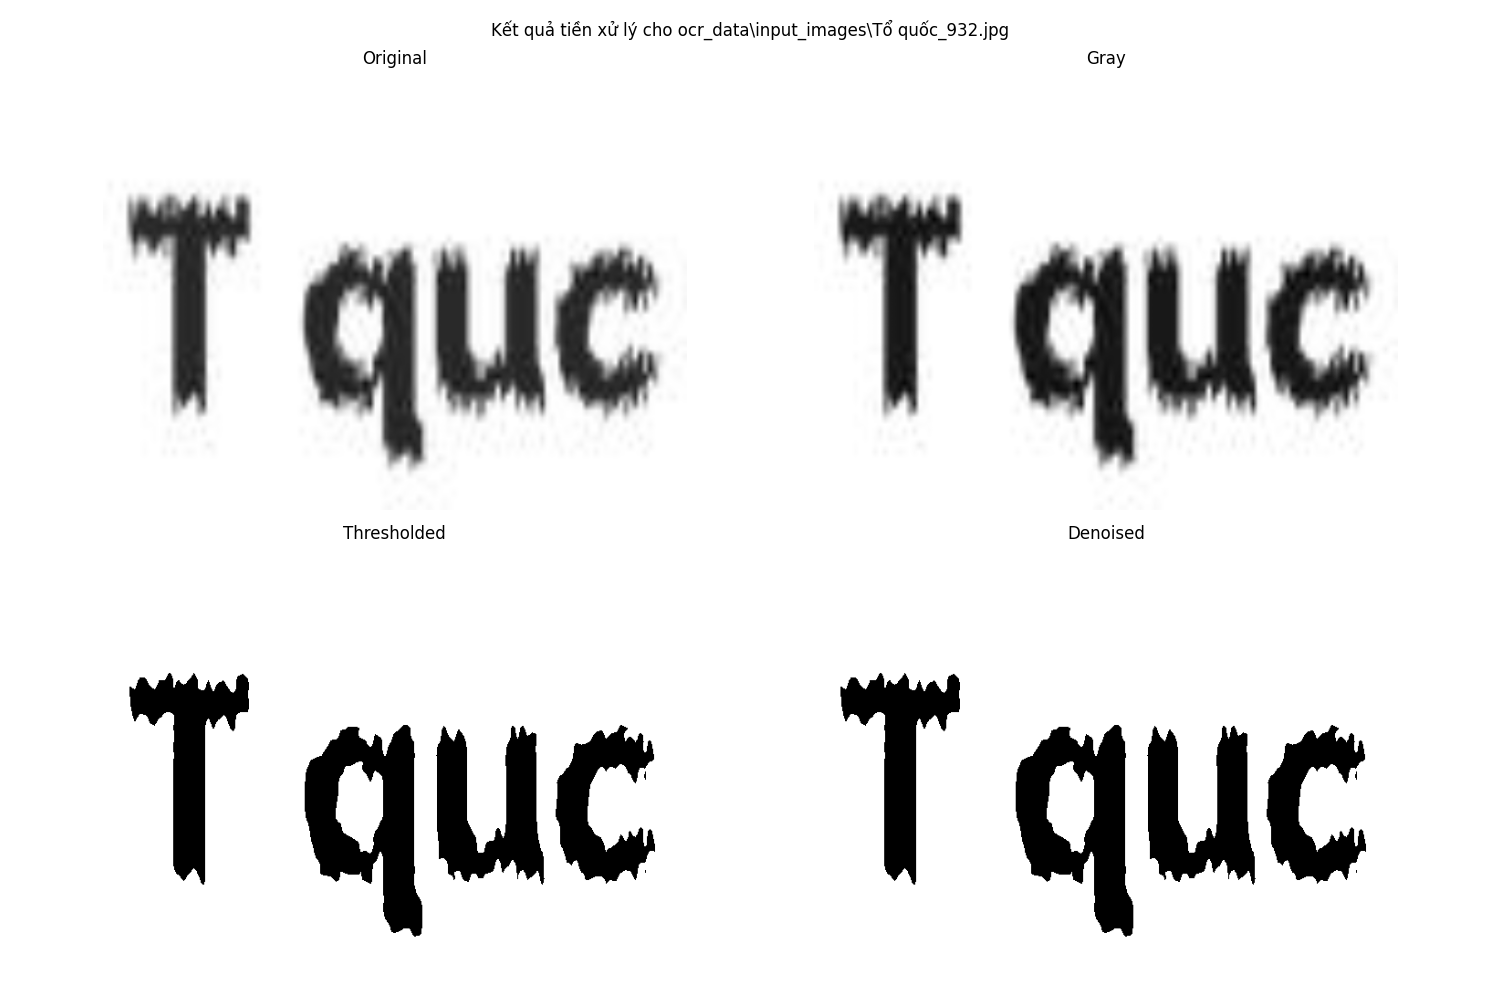 Kết quả tiền xử lý cho ocr_data\input_images\Tổ quốc_932.jpg
Original
Gray
T quc
T quc
Thresholded
Denoised
T quc
T quc